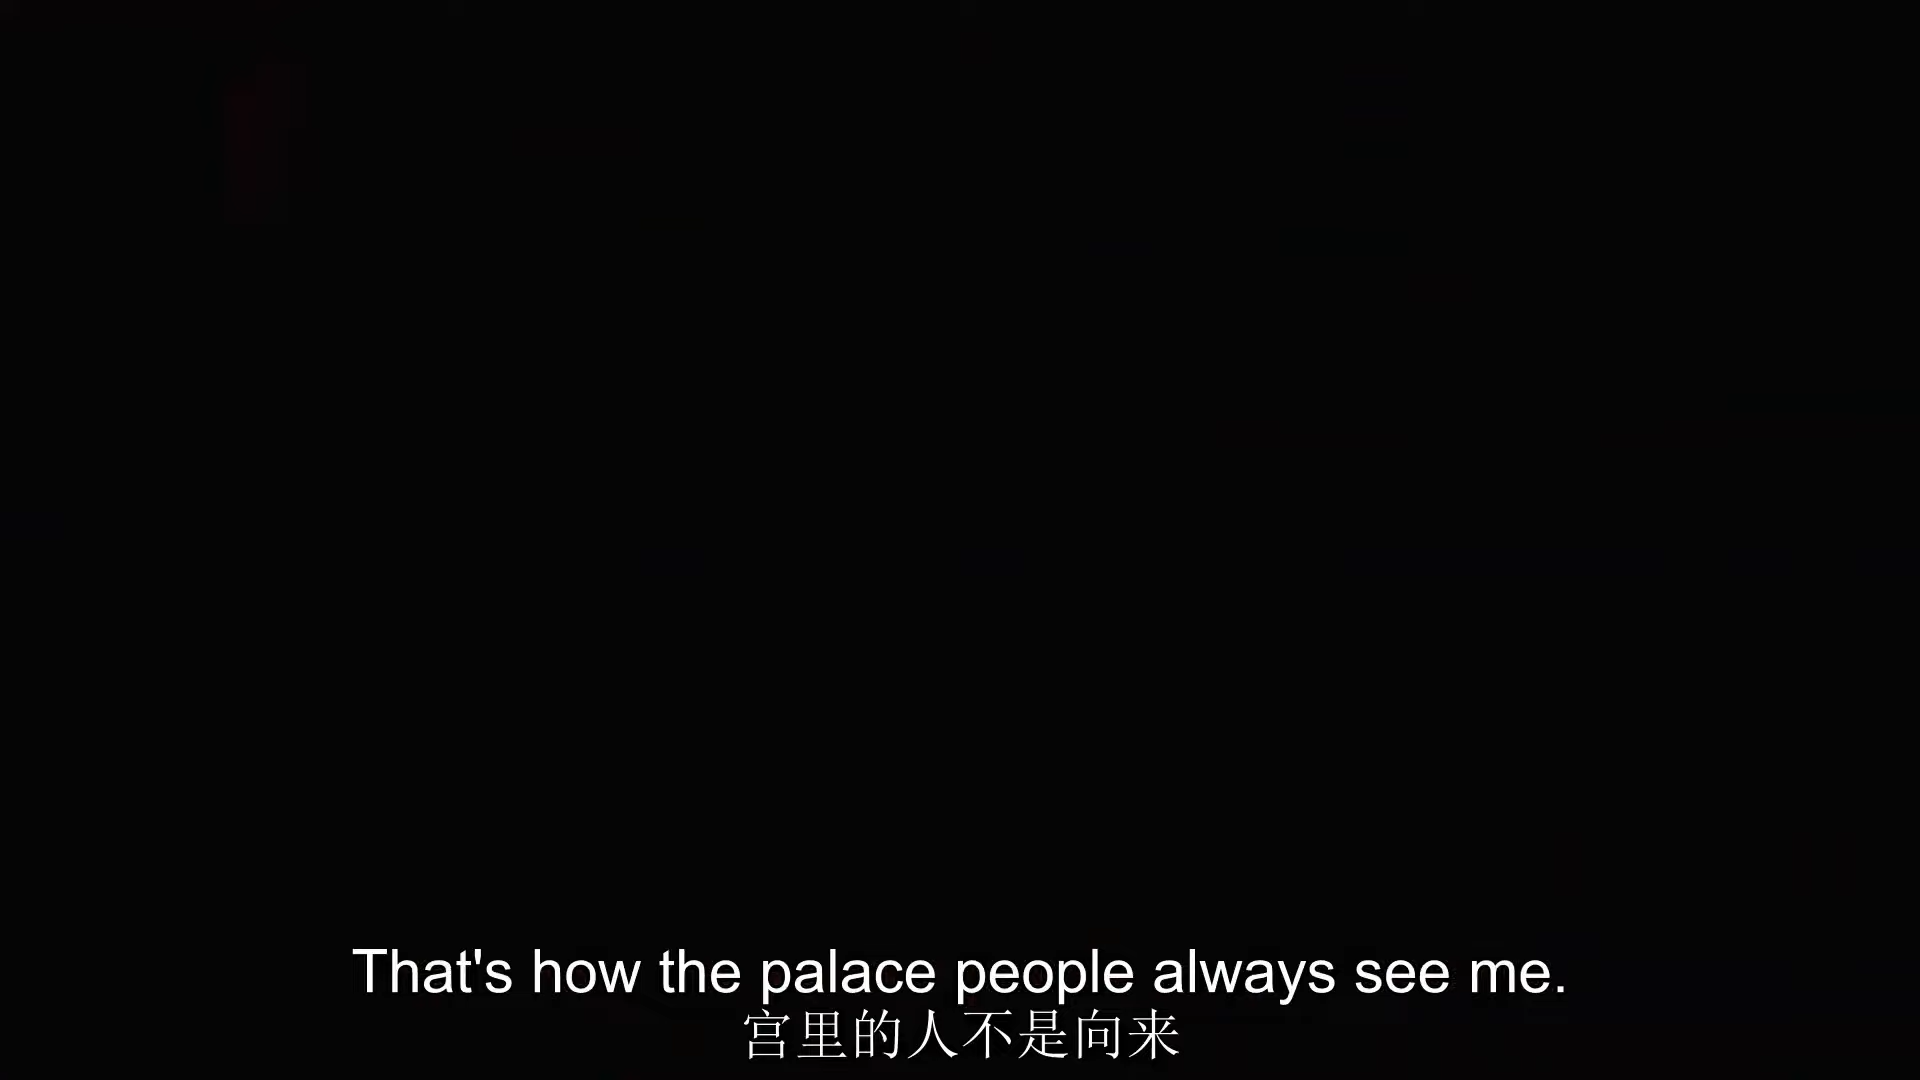 That's how the palace people always see me.
宫里的人不是向来